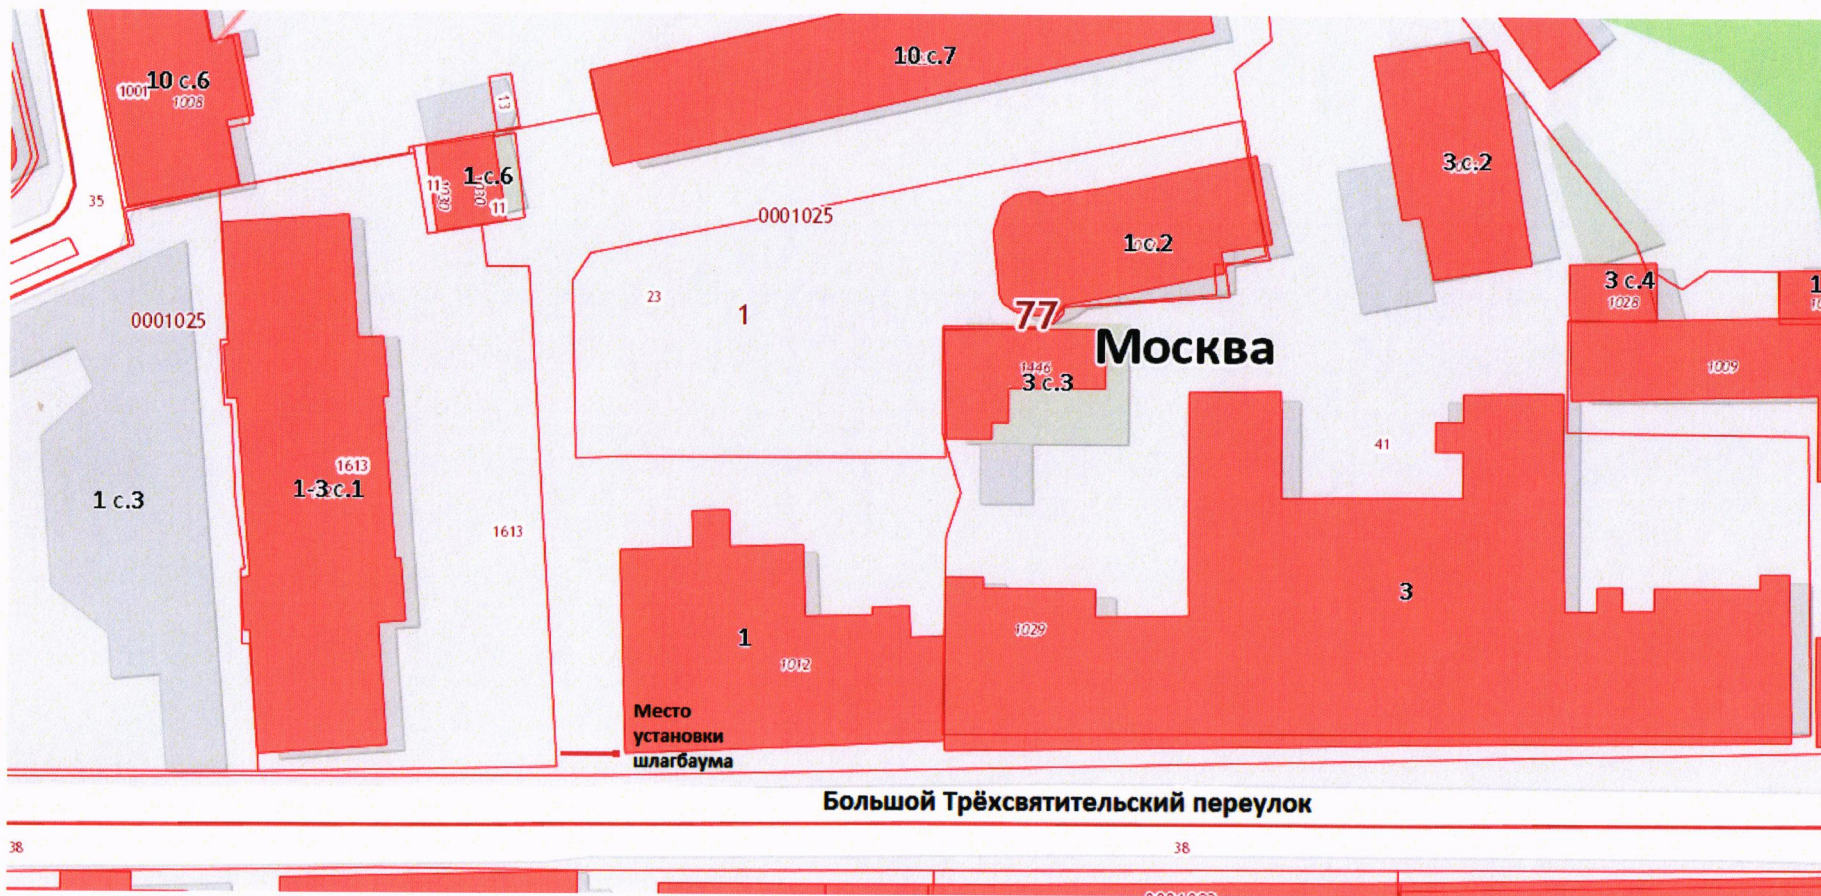 10 с.7
10 с.6
1001
1008
13
3 с.2
1 с.6
11
11
35
0001025
1 с.2
3 с.4
1028
23
1
77
0001025
Москва
1446
3 с.3
1009
41
1613
1-3 с.1
1 с.3
1613
3
1029
1
1012
Место
установки
шлагбаума
Большой Трёхсвятительский переулок
38
38